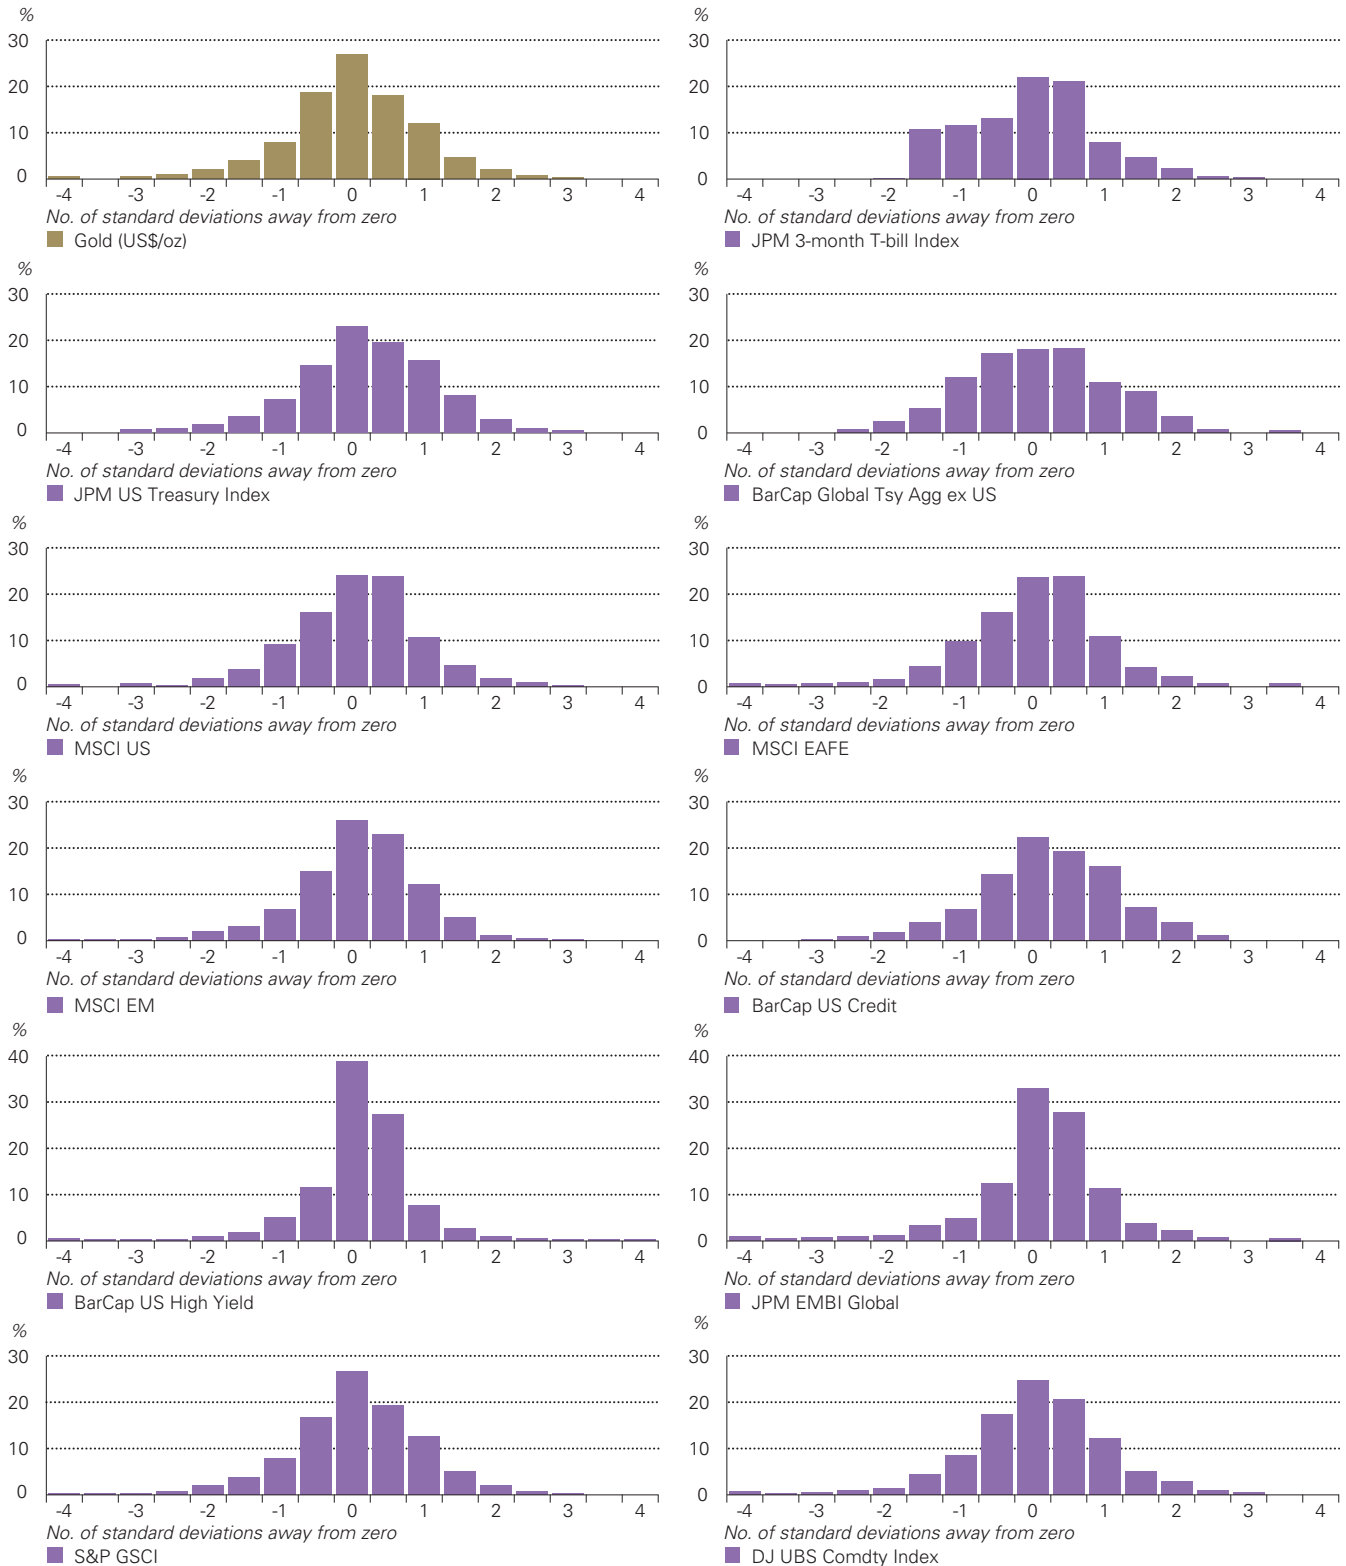 %
30
20
10
0
-4 -3 -2 -1 0 1 2 3 4
No. of standard deviations away from zero
Gold (US$/oz)
%
30
20
10
0
-4 -3 -2 -1 0 1 2 3 4
No. of standard deviations away from zero
JPM 3-month T-bill Index
%
30
20
10
0
-4 -3 -2 -1 0 1 2 3 4
No. of standard deviations away from zero
JPM US Treasury Index
%
30
20
10
0
-4 -3 -2 -1 0 1 2 3 4
No. of standard deviations away from zero
BarCap Global Tsy Agg ex US
%
30
20
10
0
-4 -3 -2 -1 0 1 2 3 4
No. of standard deviations away from zero
MSCI US
%
30
20
10
0
-4 -3 -2 -1 0 1 2 3 4
No. of standard deviations away from zero
MSCI EAFE
%
30
20
10
0
-4 -3 -2 -1 0 1 2 3 4
No. of standard deviations away from zero
MSCI EM
30
20
10
0
-4 -3 -2 -1 0 1 2 3 4
No. of standard deviations away from zero
BarCap US Credit
%
40
30
20
10
0
-4 -3 -2 -1 0 1 2 3 4
No. of standard deviations away from zero
BarCap US High Yield
%
40
30
20
10
0
-4 -3 -2 -1 0 1 2 3 4
No. of standard deviations away from zero
JPM EMBI Global
%
30
20
10
0
-4 -3 -2 -1 0 1 2 3 4
No. of standard deviations away from zero
S&P GSCI
%
30
20
10
0
-4 -3 -2 -1 0 1 2 3 4
No. of standard deviations away from zero
DJ UBS Comdty Index